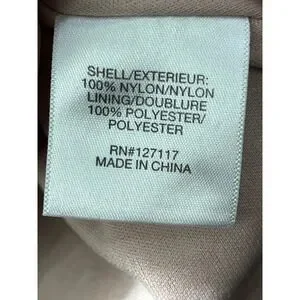 SHELL/EXTERIEUR:
100% NYLON/NYLON
LINING/DOUBLURE
100% POLYESTER/
POLYESTER
RN#127117
MADE IN CHINA